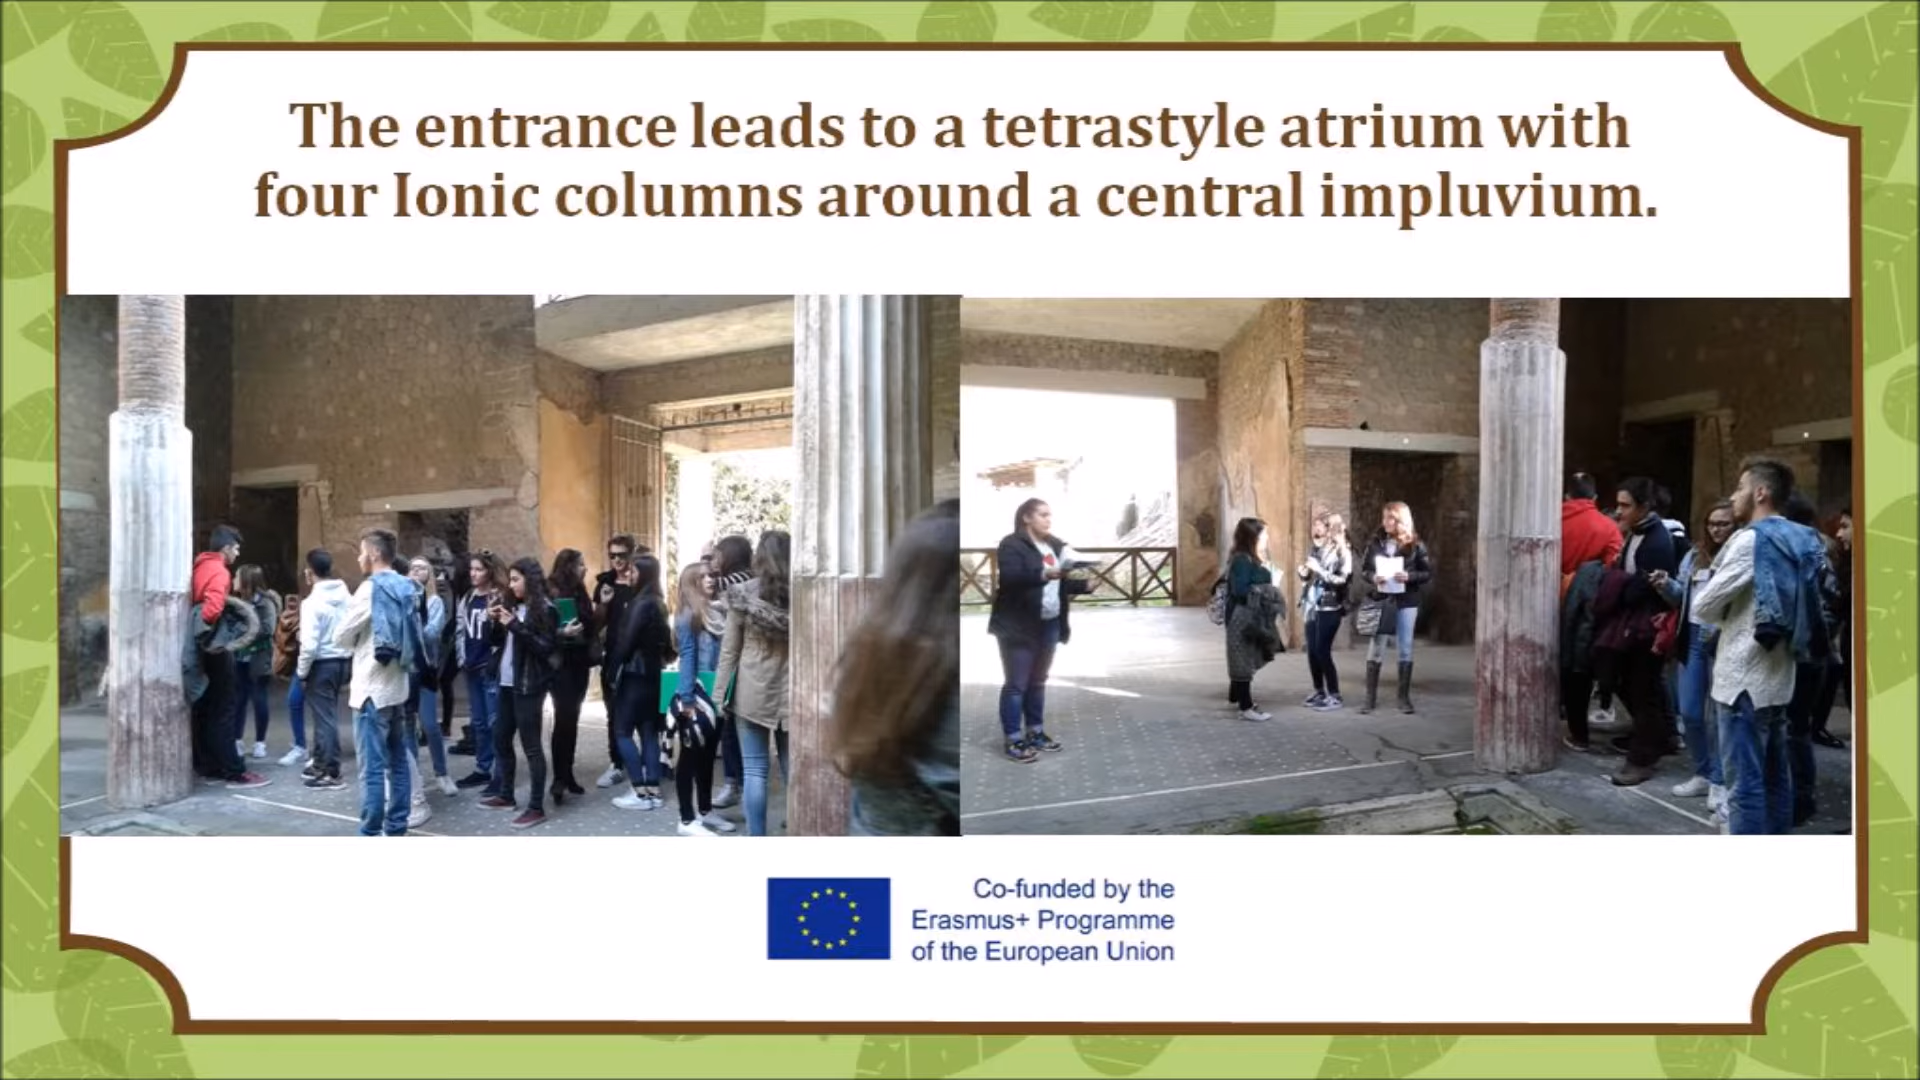 The entrance leads to a tetrastyle atrium with
four Ionic columns around a central impluvium.
Co-funded by the
Erasmus+ Programme
of the European Union